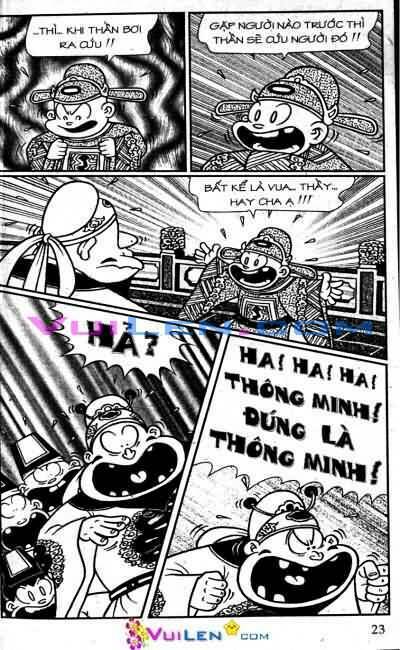 ...THÌ... KHI THẦN BƠI
RA CỨU !!
GẶP NGƯỜI NÀO TRƯỚC THÌ
THẦN SẼ CỨU NGƯỜI ĐÓ !!
BẤT KỂ LÀ VUA... THẦY...
HAY CHA Ạ !!!
VUILEN.COM
HẢ?
HA! HA! HA!
THÔNG MINH!
ĐÚNG LÀ
THÔNG MINH!
23
VUILEN.COM